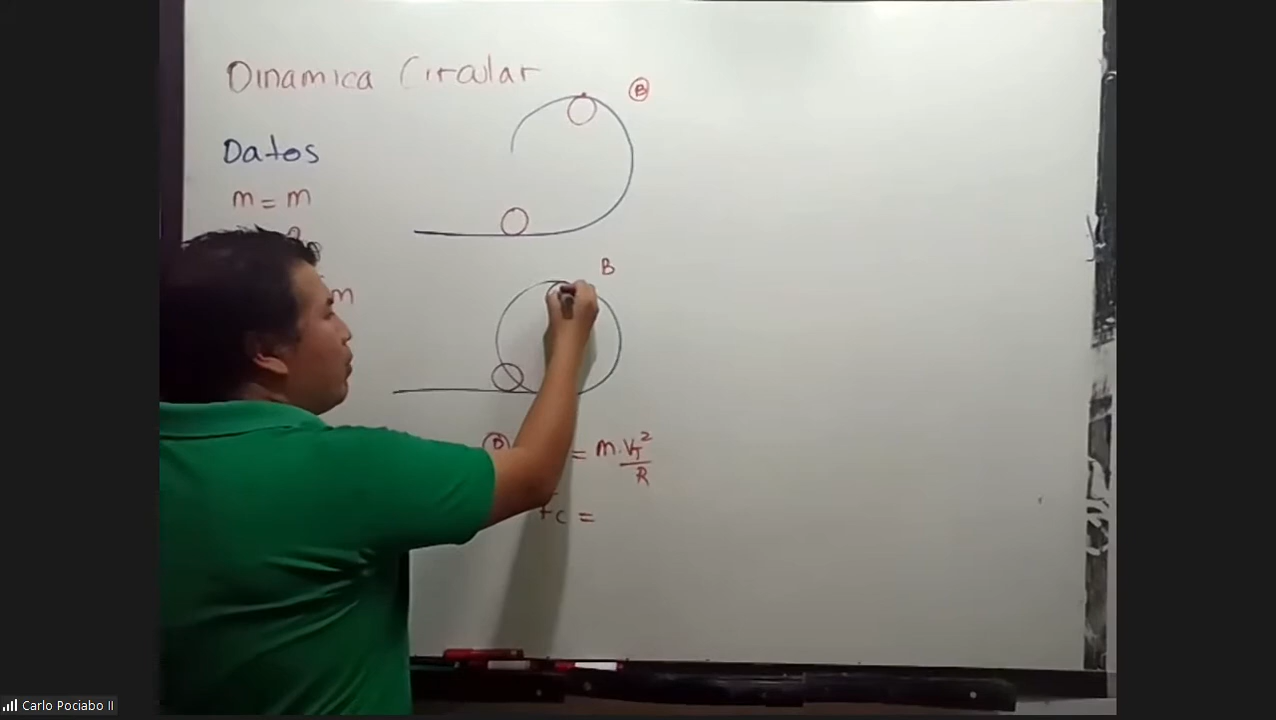 Dinamica Circular
B
Datos
m = m
m
B
B = m.VT²/R
Fc =
Carlo Pociabo II